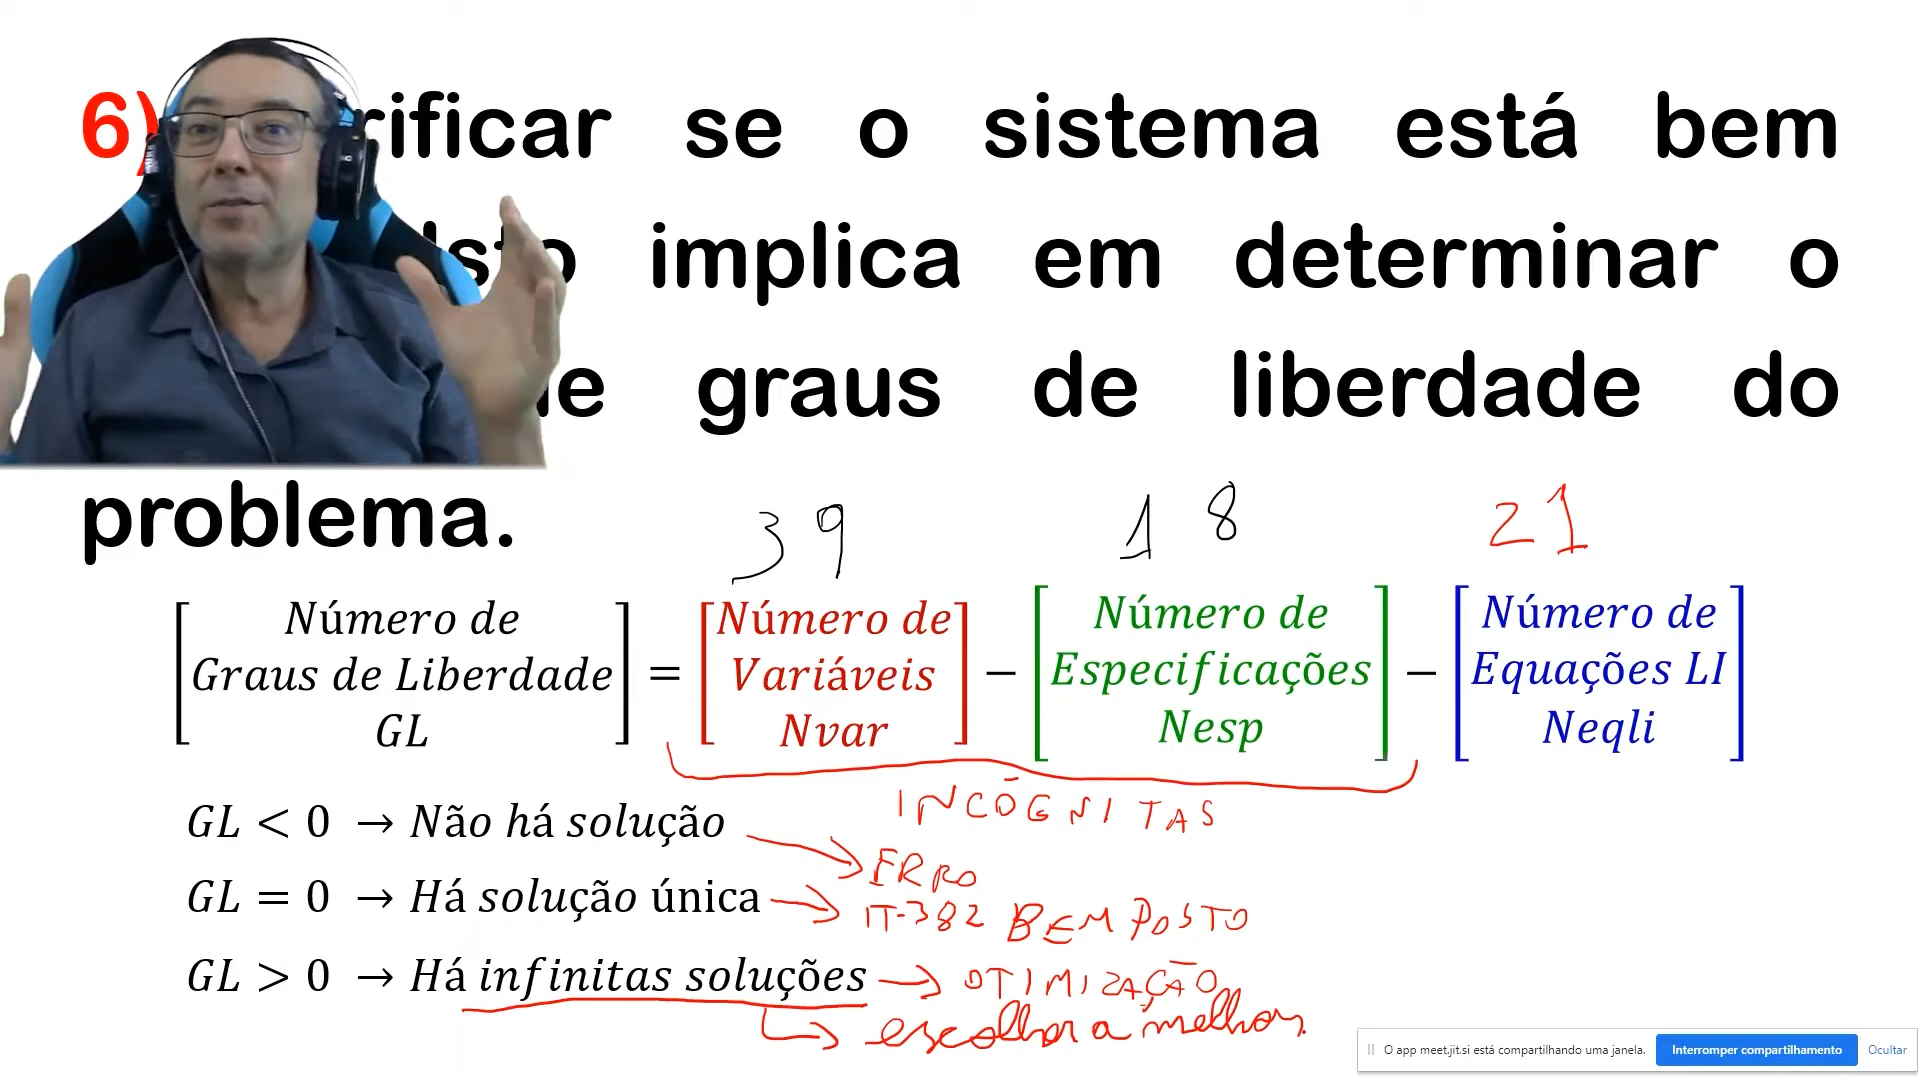 6) rificar se o sistema está bem
Isto implica em determinar o
de graus de liberdade do
problema.
39 18 21
Número de
Graus de Liberdade
GL
=
Número de
Variáveis
Nvar
−
Número de
Especificações
Nesp
−
Número de
Equações LI
Neqli
INCÓGNITAS
GL < 0 → Não há solução
ERRO
GL = 0 → Há solução única
IT-382 BEM POSTO
GL > 0 → Há infinitas soluções
OTIMIZAÇÃO
escolher a melhor
O app meet.jit.si está compartilhando uma janela. Interromper compartilhamento Ocultar